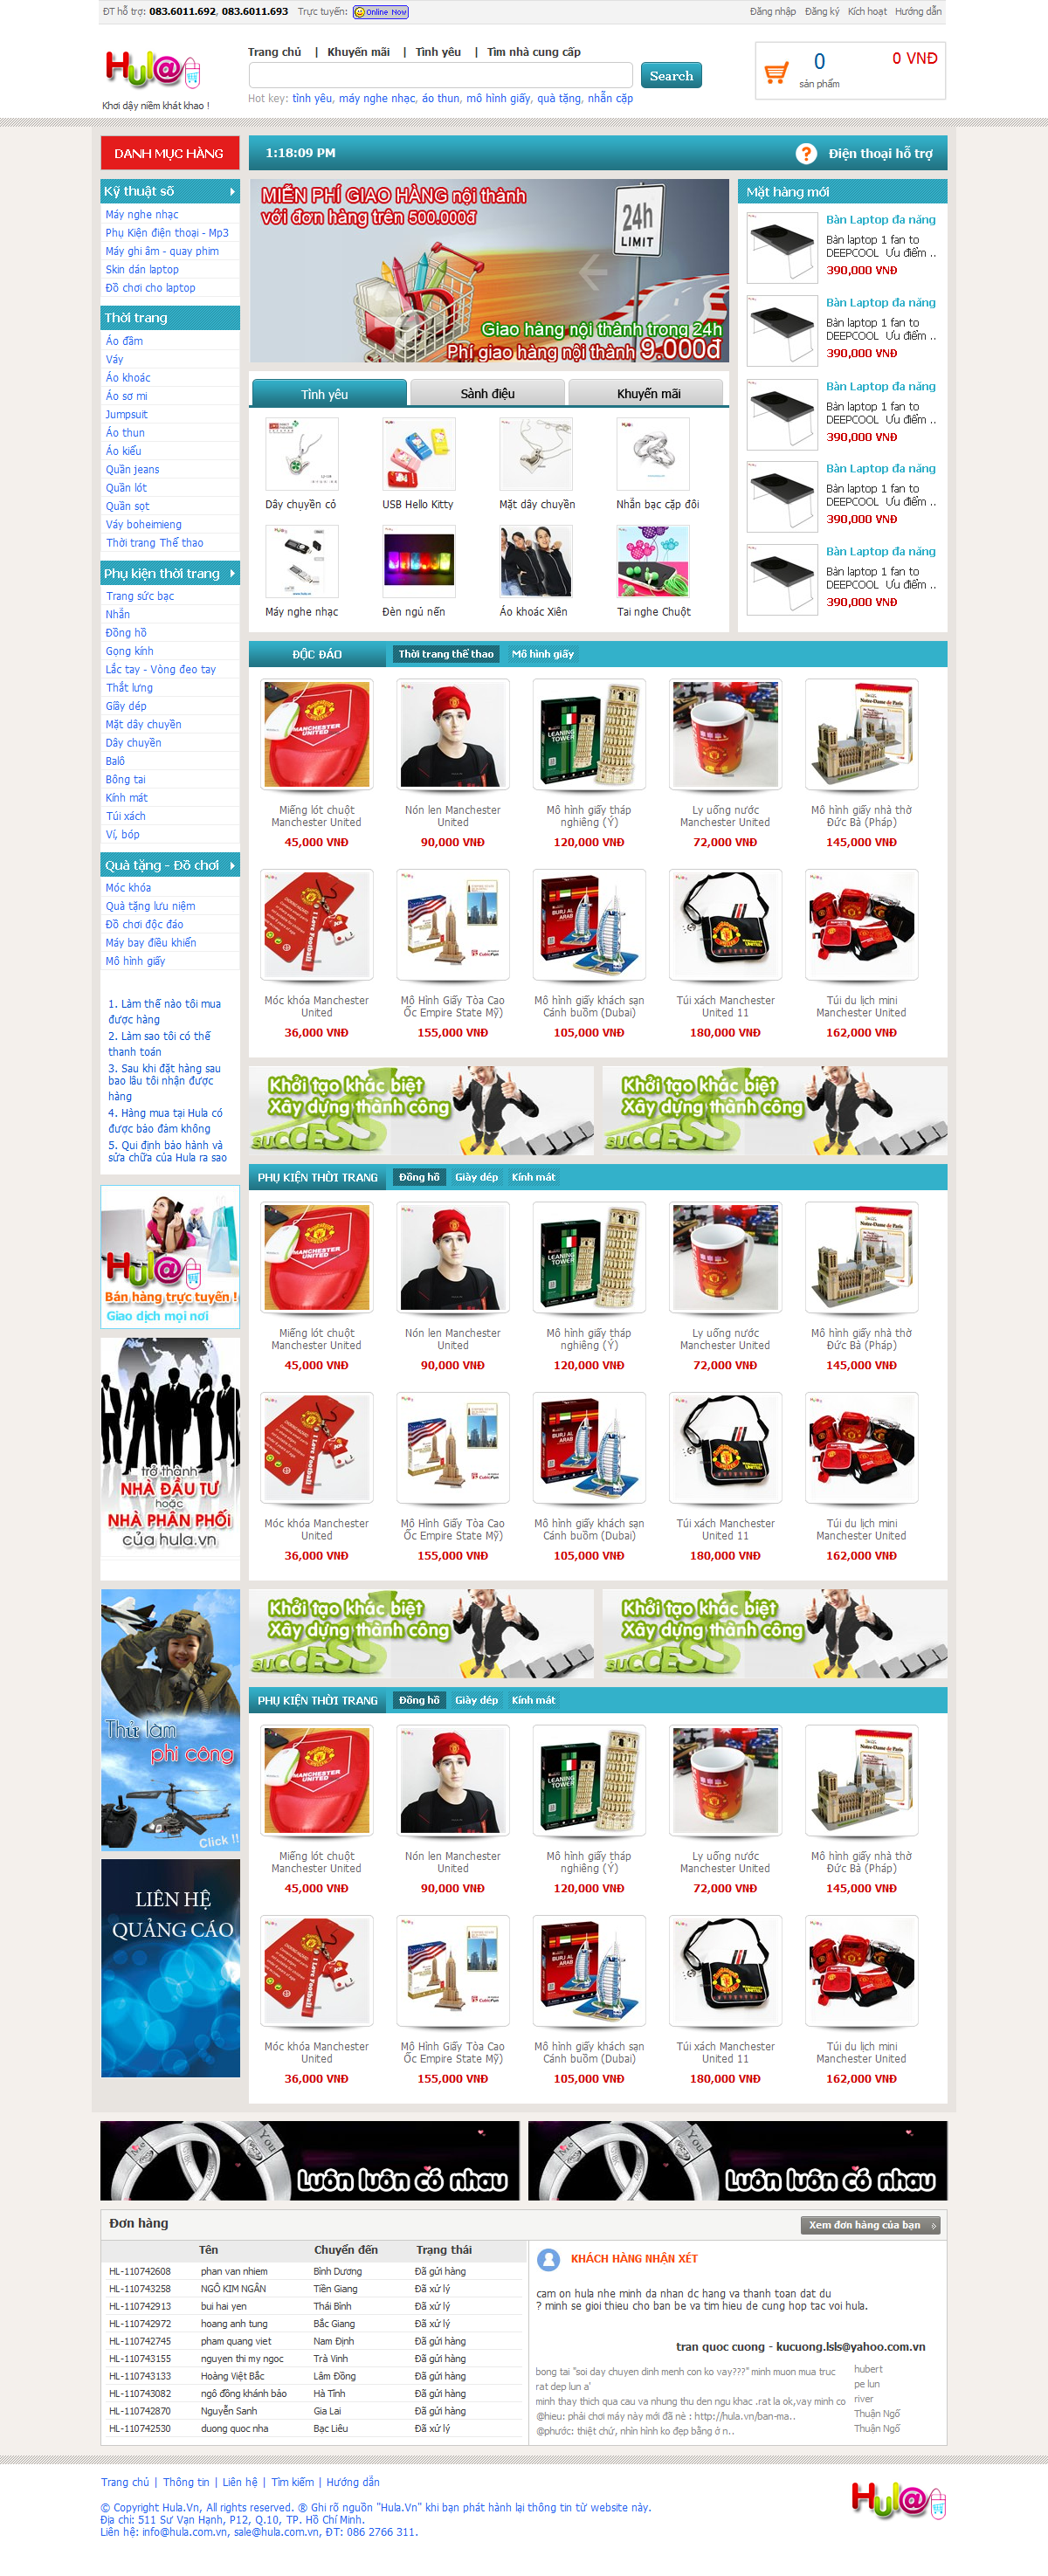 ĐT hỗ trợ: 083.6011.692, 083.6011.693 Trực tuyến: Online Now
Đăng nhập Đăng ký Kích hoạt Hướng dẫn
Hul@
Khơi dậy niềm khát khao !
Trang chủ | Khuyến mãi | Tình yêu | Tìm nhà cung cấp
Search
Hot key: tình yêu, máy nghe nhạc, áo thun, mô hình giấy, quà tặng, nhẫn cặp
0
sản phẩm
0 VNĐ
DANH MỤC HÀNG
1:18:09 PM
Điện thoại hỗ trợ
Kỹ thuật số
Máy nghe nhạc
Phụ Kiện điện thoại - Mp3
Máy ghi âm - quay phim
Skin dán laptop
Đồ chơi cho laptop
Thời trang
Áo đầm
Váy
Áo khoác
Áo sơ mi
Jumpsuit
Áo thun
Áo kiểu
Quần jeans
Quần lót
Quần sọt
Váy boheimieng
Thời trang Thể thao
Phụ kiện thời trang
Trang sức bạc
Nhẫn
Đồng hồ
Gọng kính
Lắc tay - Vòng đeo tay
Thắt lưng
Giầy dép
Mặt dây chuyền
Dây chuyền
Balô
Bông tai
Kính mát
Túi xách
Ví, bóp
Quà tặng - Đồ chơi
Móc khóa
Quà tặng lưu niệm
Đồ chơi độc đáo
Máy bay điều khiển
Mô hình giấy
1. Làm thế nào tôi mua
được hàng
2. Làm sao tôi có thể
thanh toán
3. Sau khi đặt hàng sau
bao lâu tôi nhận được
hàng
4. Hàng mua tại Hula có
được bảo đảm không
5. Qui định bảo hành và
sửa chữa của Hula ra sao
Hul@
Bán hàng trực tuyến !
Giao dịch mọi nơi
trở thành
NHÀ ĐẦU TƯ
hoặc
NHÀ PHÂN PHỐI
của hula.vn
Thử làm
phi công
Click !!
LIÊN HỆ
QUẢNG CÁO
MIỄN PHÍ GIAO HÀNG nội thành
với đơn hàng trên 500.000đ
24h
LIMIT
Giao hàng nội thành trong 24h
Phí giao hàng nội thành 9.000đ
Mặt hàng mới
Bàn Laptop đa năng
Bàn laptop 1 fan to
DEEPCOOL Ưu điểm ..
390,000 VNĐ
Bàn Laptop đa năng
Bàn laptop 1 fan to
DEEPCOOL Ưu điểm ..
390,000 VNĐ
Bàn Laptop đa năng
Bàn laptop 1 fan to
DEEPCOOL Ưu điểm ..
390,000 VNĐ
Bàn Laptop đa năng
Bàn laptop 1 fan to
DEEPCOOL Ưu điểm ..
390,000 VNĐ
Bàn Laptop đa năng
Bàn laptop 1 fan to
DEEPCOOL Ưu điểm ..
390,000 VNĐ
Tình yêu Sành điệu Khuyến mãi
Dây chuyền cỏ USB Hello Kitty Mặt dây chuyền Nhẫn bạc cặp đôi
Máy nghe nhạc Đèn ngủ nến Áo khoác Xiên Tai nghe Chuột
ĐỘC ĐÁO Thời trang thể thao Mô hình giấy
MANCHESTER UNITED
LEANING TOWER
Notre-Dame de Paris
Miếng lót chuột Nón len Manchester Mô hình giấy tháp Ly uống nước Mô hình giấy nhà thờ
Manchester United United nghiêng (Ý) Manchester United Đức Bà (Pháp)
45,000 VNĐ 90,000 VNĐ 120,000 VNĐ 72,000 VNĐ 145,000 VNĐ
I Love Football
BURJ AL ARAB
Móc khóa Manchester Mô Hình Giấy Tòa Cao Mô hình giấy khách sạn Túi xách Manchester Túi du lịch mini
United Ốc Empire State Mỹ) Cánh buồm (Dubai) United 11 Manchester United
36,000 VNĐ 155,000 VNĐ 105,000 VNĐ 180,000 VNĐ 162,000 VNĐ
Khởi tạo khác biệt
Xây dựng thành công
SUCCESS
Khởi tạo khác biệt
Xây dựng thành công
SUCCESS
PHỤ KIỆN THỜI TRANG Đồng hồ Giày dép Kính mát
MANCHESTER UNITED
LEANING TOWER
Notre-Dame de Paris
Miếng lót chuột Nón len Manchester Mô hình giấy tháp Ly uống nước Mô hình giấy nhà thờ
Manchester United United nghiêng (Ý) Manchester United Đức Bà (Pháp)
45,000 VNĐ 90,000 VNĐ 120,000 VNĐ 72,000 VNĐ 145,000 VNĐ
I Love Football
BURJ AL ARAB
Móc khóa Manchester Mô Hình Giấy Tòa Cao Mô hình giấy khách sạn Túi xách Manchester Túi du lịch mini
United Ốc Empire State Mỹ) Cánh buồm (Dubai) United 11 Manchester United
36,000 VNĐ 155,000 VNĐ 105,000 VNĐ 180,000 VNĐ 162,000 VNĐ
Khởi tạo khác biệt
Xây dựng thành công
SUCCESS
Khởi tạo khác biệt
Xây dựng thành công
SUCCESS
PHỤ KIỆN THỜI TRANG Đồng hồ Giày dép Kính mát
MANCHESTER UNITED
LEANING TOWER
Notre-Dame de Paris
Miếng lót chuột Nón len Manchester Mô hình giấy tháp Ly uống nước Mô hình giấy nhà thờ
Manchester United United nghiêng (Ý) Manchester United Đức Bà (Pháp)
45,000 VNĐ 90,000 VNĐ 120,000 VNĐ 72,000 VNĐ 145,000 VNĐ
I Love Football
BURJ AL ARAB
Móc khóa Manchester Mô Hình Giấy Tòa Cao Mô hình giấy khách sạn Túi xách Manchester Túi du lịch mini
United Ốc Empire State Mỹ) Cánh buồm (Dubai) United 11 Manchester United
36,000 VNĐ 155,000 VNĐ 105,000 VNĐ 180,000 VNĐ 162,000 VNĐ
Me You Luôn luôn có nhau
Me You Luôn luôn có nhau
Đơn hàng
Xem đơn hàng của bạn
Tên Chuyển đến Trạng thái
HL-110742608 phan van nhiem Bình Dương Đã gửi hàng
HL-110743258 NGÔ KIM NGÂN Tiền Giang Đã xử lý
HL-110742913 bui hai yen Thái Bình Đã xử lý
HL-110742972 hoang anh tung Bắc Giang Đã xử lý
HL-110742745 pham quang viet Nam Định Đã gửi hàng
HL-110743155 nguyen thi my ngoc Trà Vinh Đã gửi hàng
HL-110743133 Hoàng Việt Bắc Lâm Đồng Đã gửi hàng
HL-110743082 ngô đồng khánh bảo Hà Tĩnh Đã gửi hàng
HL-110742870 Nguyễn Sanh Gia Lai Đã gửi hàng
HL-110742530 duong quoc nha Bạc Liêu Đã xử lý
KHÁCH HÀNG NHẬN XÉT
cam on hula nhe minh da nhan dc hang va thanh toan dat du
? minh se gioi thieu cho ban be va tim hieu de cung hop tac voi hula.
tran quoc cuong - kucuong.lsls@yahoo.com.vn
bong tai "soi day chuyen dinh menh con ko vay???" minh muon mua truc hubert
rat dep lun a' pe lun
minh thay thich qua cau va nhung thu den ngu khac .rat la ok,vay minh co river
@hieu: phải chơi máy này mới đã nè : http://hula.vn/ban-ma.. Thuận Ngố
@phước: thiệt chứ, nhìn hình ko đẹp bằng ở n.. Thuận Ngố
Trang chủ | Thông tin | Liên hệ | Tìm kiếm | Hướng dẫn
© Copyright Hula.Vn, All rights reserved. ® Ghi rõ nguồn "Hula.Vn" khi bạn phát hành lại thông tin từ website này.
Địa chỉ: 511 Sư Vạn Hạnh, P12, Q.10, TP. Hồ Chí Minh.
Liên hệ: info@hula.com.vn, sale@hula.com.vn, ĐT: 086 2766 311.
Hul@